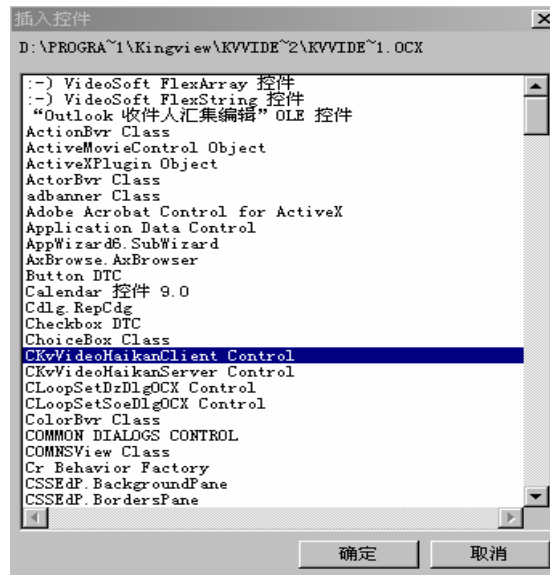 插入控件
D:\PROGRA~1\Kingview\KVVIDE~2\KVVIDE~1.OCX
:-) VideoSoft FlexArray 控件
:-) VideoSoft FlexString 控件
“Outlook 收件人汇集编辑”OLE 控件
ActionBvr Class
ActiveMovieControl Object
ActiveXPlugin Object
ActorBvr Class
adbanner Class
Adobe Acrobat Control for ActiveX
Application Data Control
AppWizard6.SubWizard
AxBrowse.AxBrowser
Button DTC
Calendar 控件 9.0
Cdlg.RepCdg
Checkbox DTC
ChoiceBox Class
CKvVideoHaikanClient Control
CKvVideoHaikanServer Control
CLoopSetDzDlgOCX Control
CLoopSetSoeDlgOCX Control
ColorBvr Class
COMMON DIALOGS CONTROL
COMNSView Class
Cr Behavior Factory
CSSEdP.BackgroundPane
CSSEdP.BordersPane
确定
取消